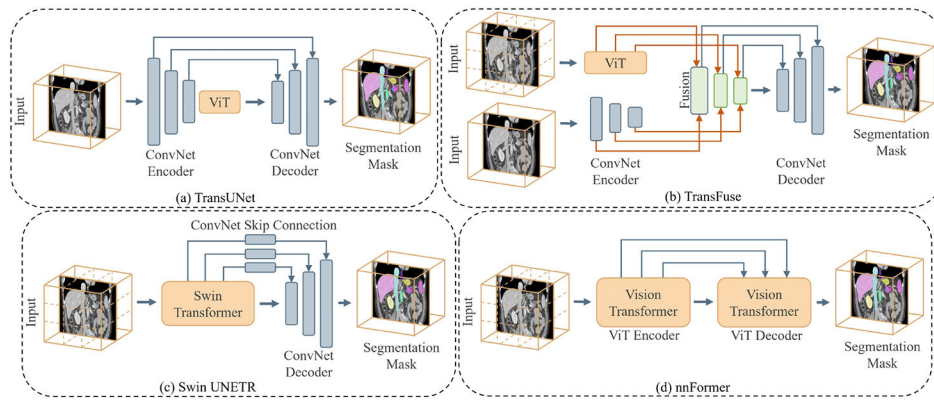 Input
ViT
ConvNet
Encoder
ConvNet
Decoder
Segmentation
Mask
(a) TransUNet
Input
Input
ViT
Fusion
ConvNet
Encoder
ConvNet
Decoder
Segmentation
Mask
(b) TransFuse
ConvNet Skip Connection
Input
Swin
Transformer
ConvNet
Decoder
Segmentation
Mask
(c) Swin UNETR
Input
Vision
Transformer
ViT Encoder
Vision
Transformer
ViT Decoder
Segmentation
Mask
(d) nnFormer